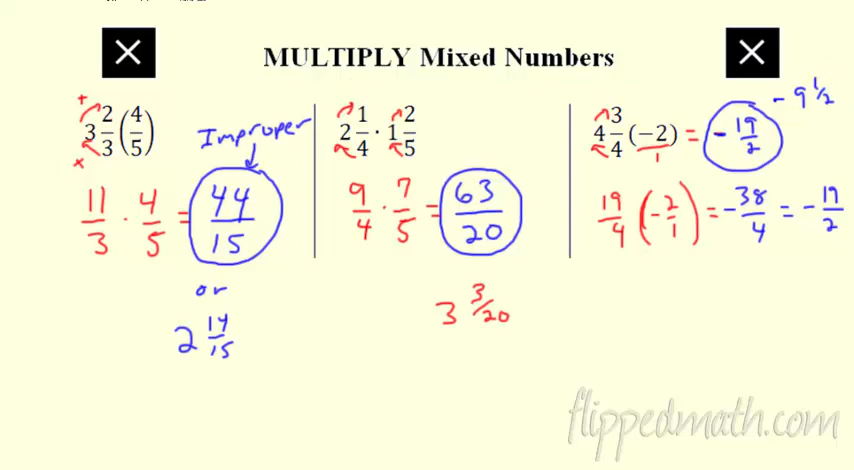 MULTIPLY Mixed Numbers
+
3 2/3 (4/5)
×
Improper
11/3 · 4/5 = 44/15
or
2 14/15
2 1/4 · 1 2/5
9/4 · 7/5 = 63/20
3 3/20
4 3/4 (-2)/1 = -19/2
-9 1/2
19/4 (-2/1) = -38/4 = -19/2
flippedmath.com